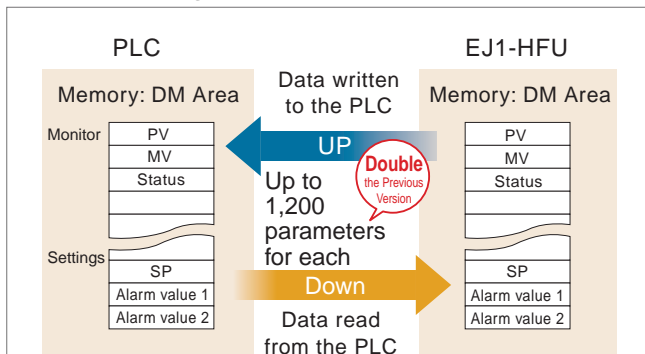 PLC
EJ1-HFU
Memory: DM Area
Data written
to the PLC
Memory: DM Area
Monitor
PV
MV
Status
UP
Double
the Previous
Version
PV
MV
Status
Up to
1,200
parameters
for each
Settings
SP
Alarm value 1
Alarm value 2
Down
SP
Alarm value 1
Alarm value 2
Data read
from the PLC